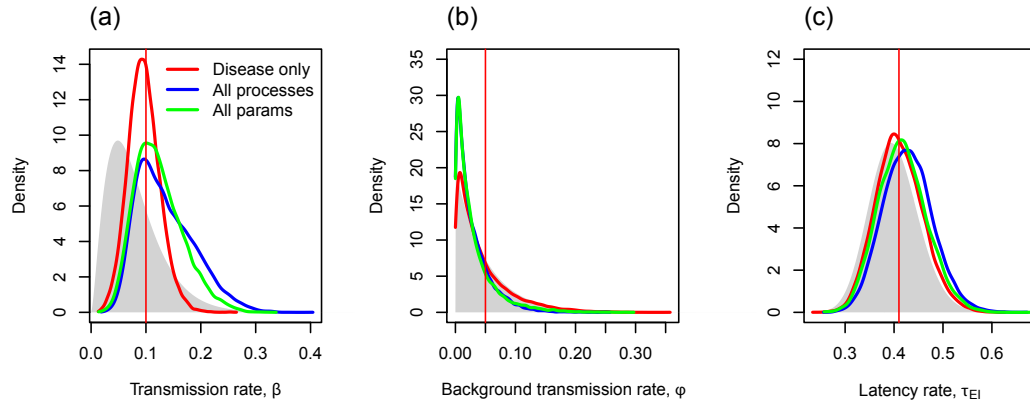 (a)
(b)
(c)
Density
0 2 4 6 8 10 12 14
Disease only
All processes
All params
0.0 0.1 0.2 0.3 0.4
Transmission rate, β
Density
0 5 10 15 20 25 30 35
0.00 0.10 0.20 0.30
Background transmission rate, φ
Density
0 2 4 6 8 10 12
0.3 0.4 0.5 0.6
Latency rate, τEI